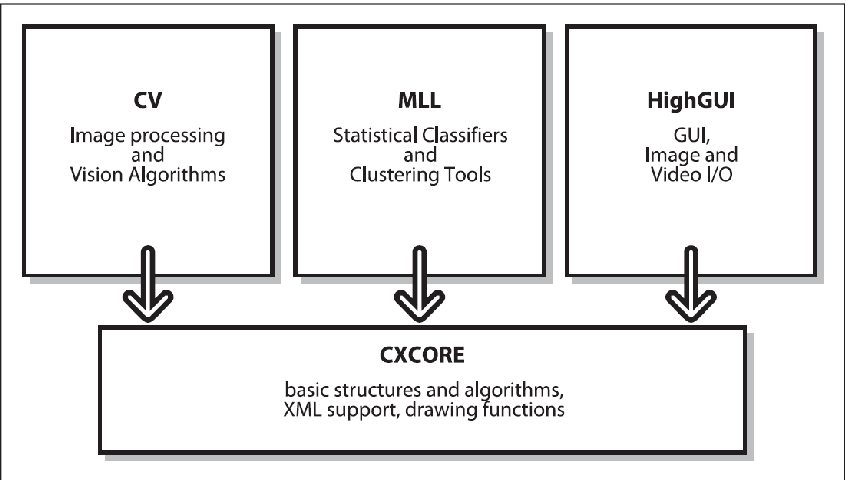 CV
Image processing
and
Vision Algorithms
MLL
Statistical Classifiers
and
Clustering Tools
HighGUI
GUI,
Image and
Video I/O
CXCORE
basic structures and algorithms,
XML support, drawing functions